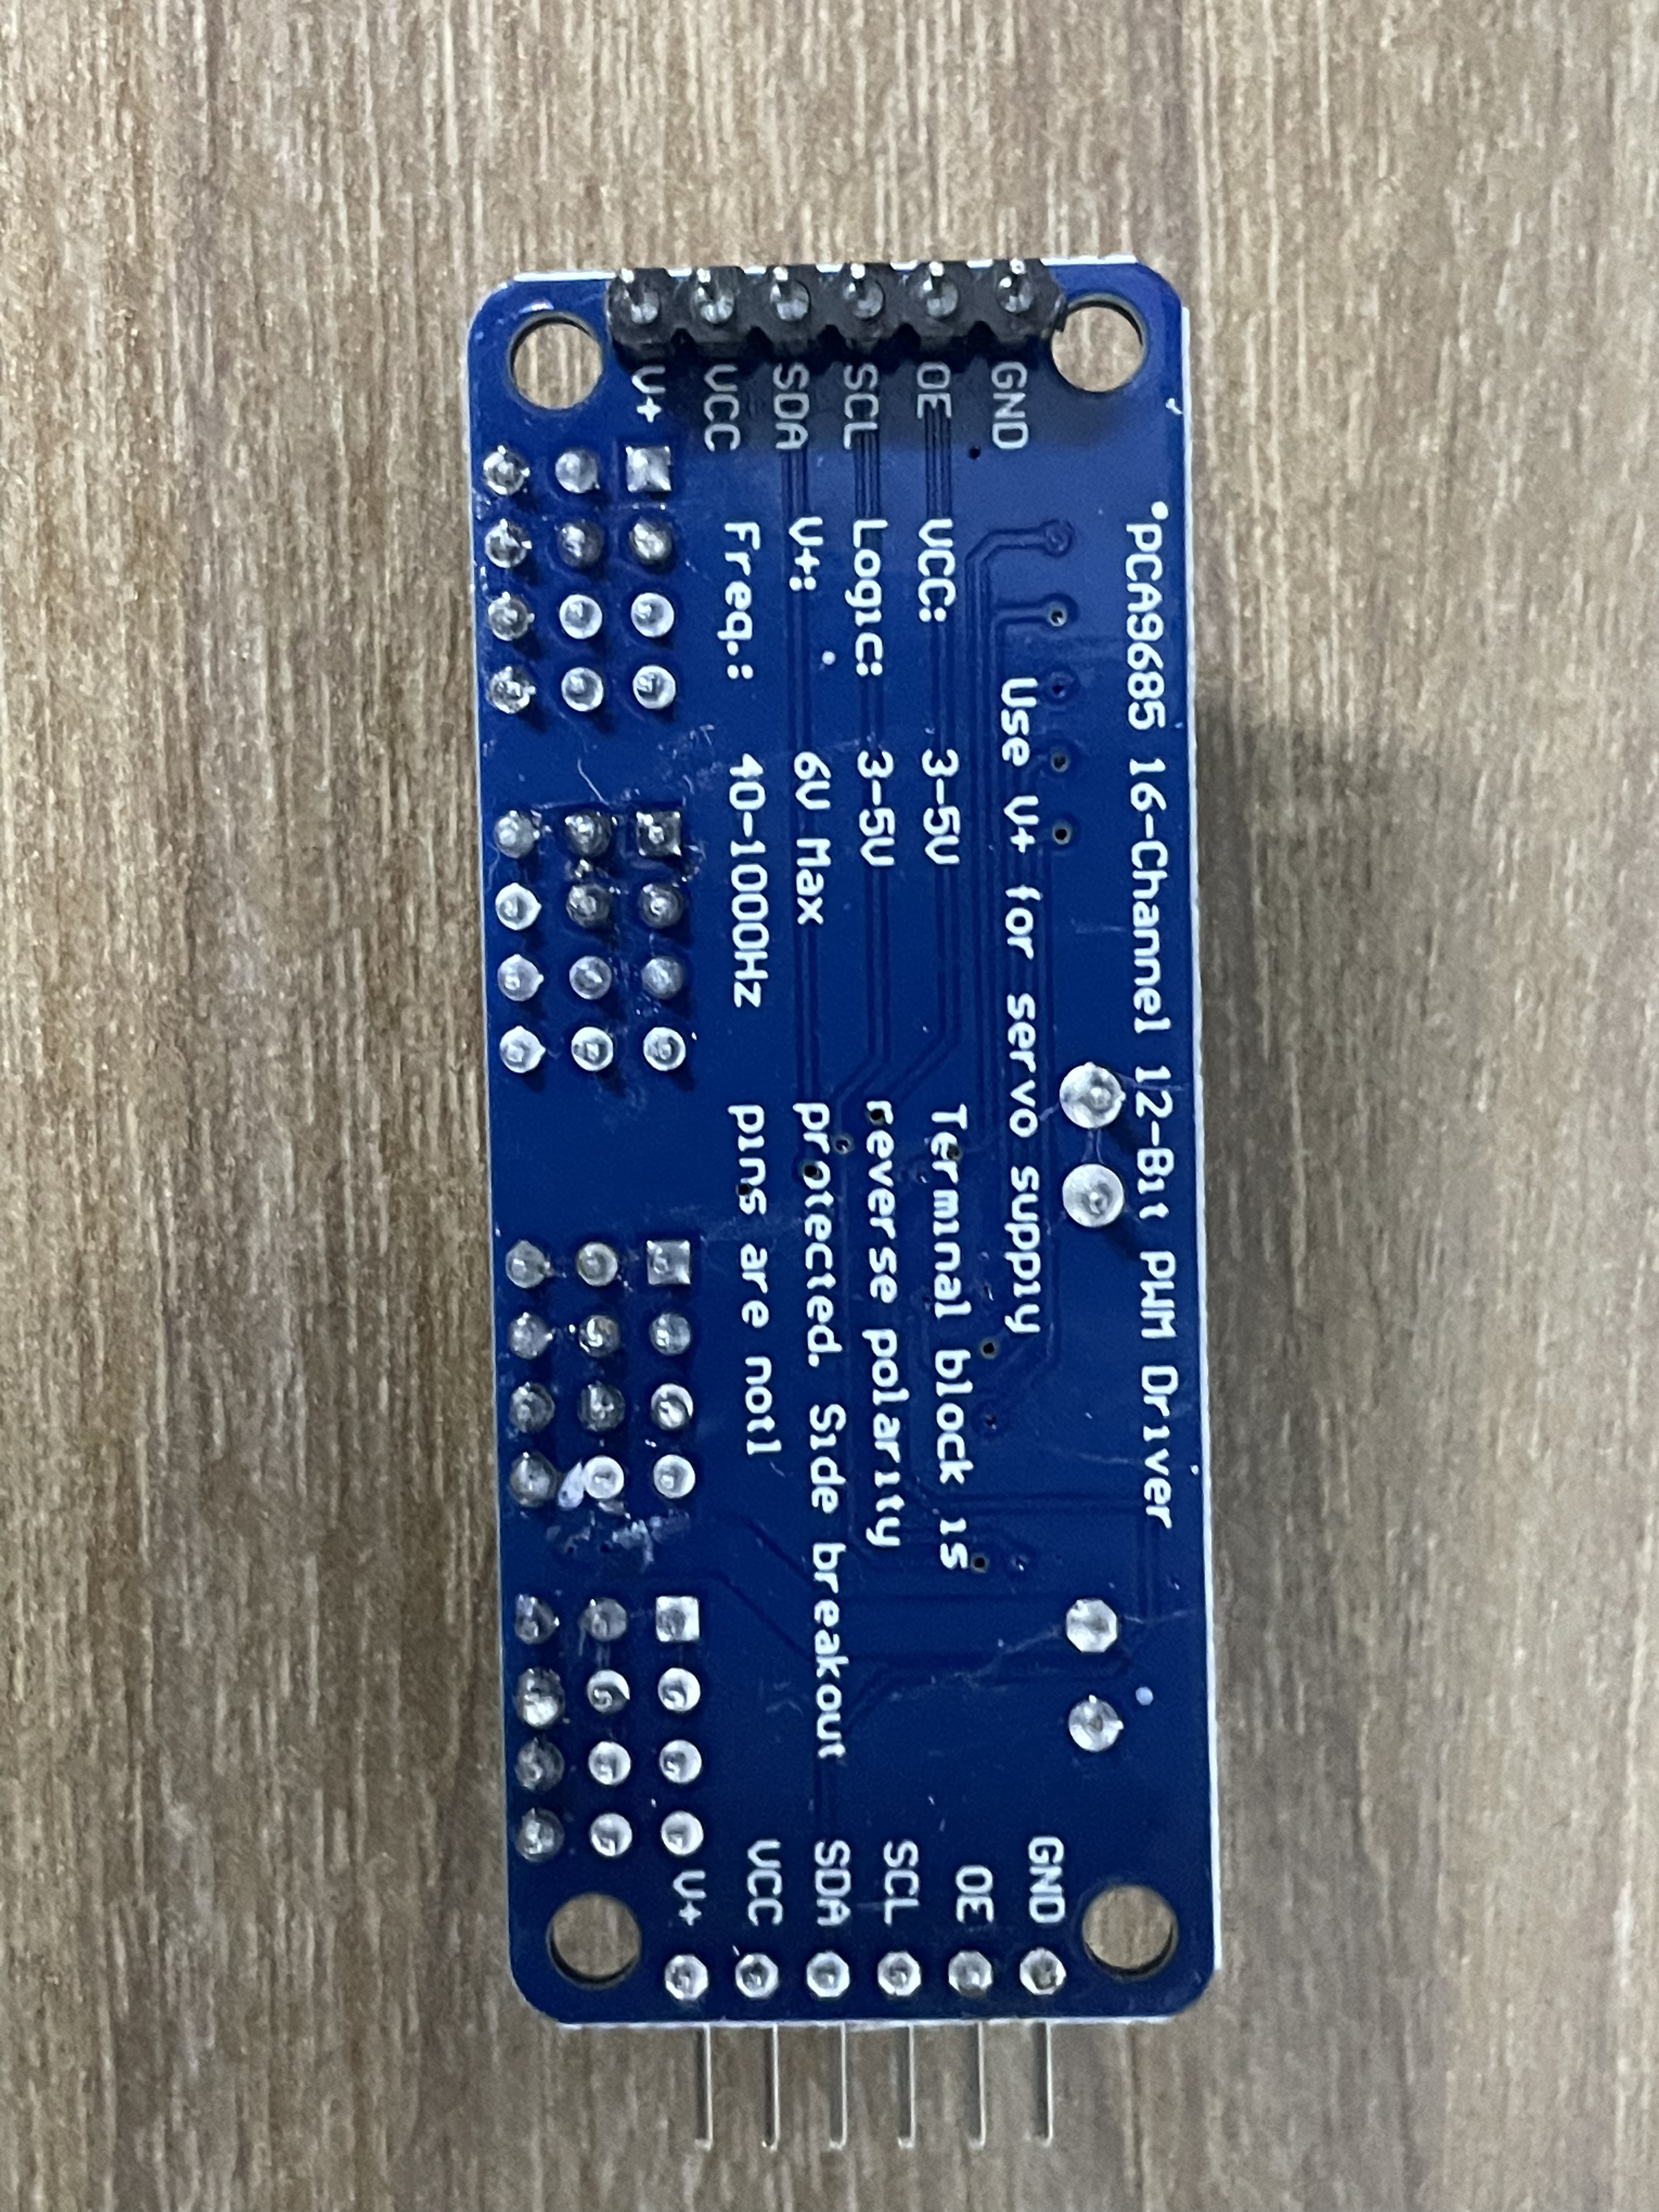 PCA9685 16-Channel 12-Bit PWM Driver
Use V+ for servo supply
VCC: 3-5V
Logic: 3-5V
V+: 6V Max
Freq.: 40-1000Hz
Terminal block is
reverse polarity
protected. Side breakout
pins are not!
GND
OE
SCL
SDA
VCC
V+
GND
OE
SCL
SDA
VCC
V+